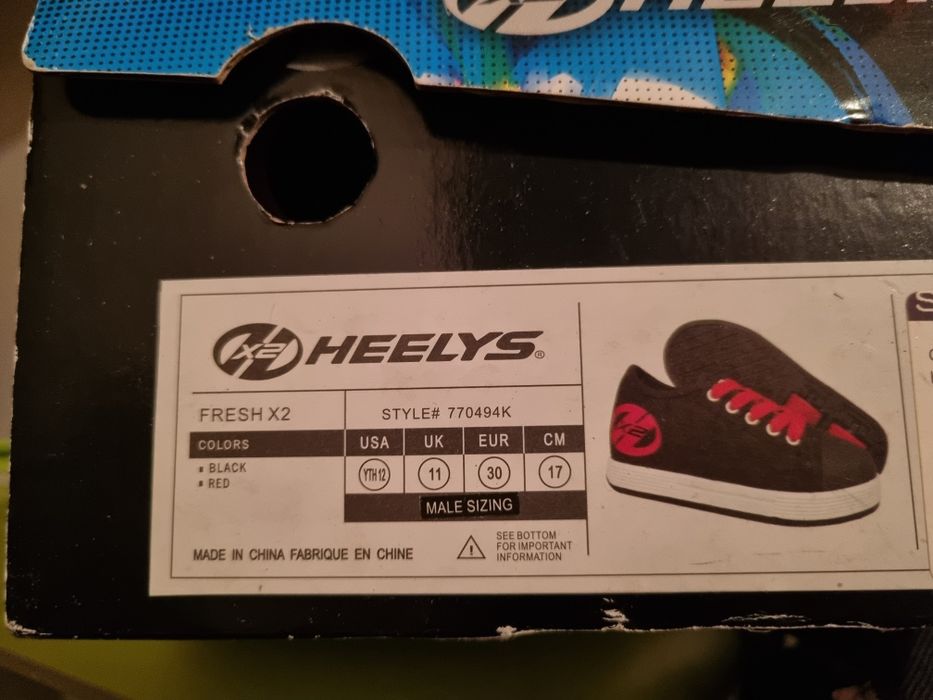 X2 HEELYS®
FRESH X2
STYLE# 770494K
COLORS
USA UK EUR CM
▪ BLACK
▪ RED
YTH 12 11 30 17
MALE SIZING
MADE IN CHINA FABRIQUE EN CHINE
SEE BOTTOM
FOR IMPORTANT
INFORMATION
X2